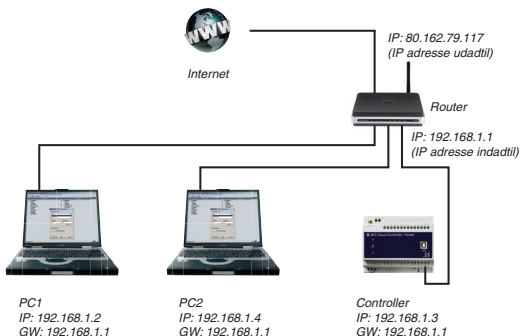 WWW
IP: 80.162.79.117
(IP adresse udadtil)
Internet
Router
IP: 192.168.1.1
(IP adresse indadtil)
PC1
IP: 192.168.1.2
GW: 192.168.1.1
PC2
IP: 192.168.1.4
GW: 192.168.1.1
Controller
IP: 192.168.1.3
GW: 192.168.1.1